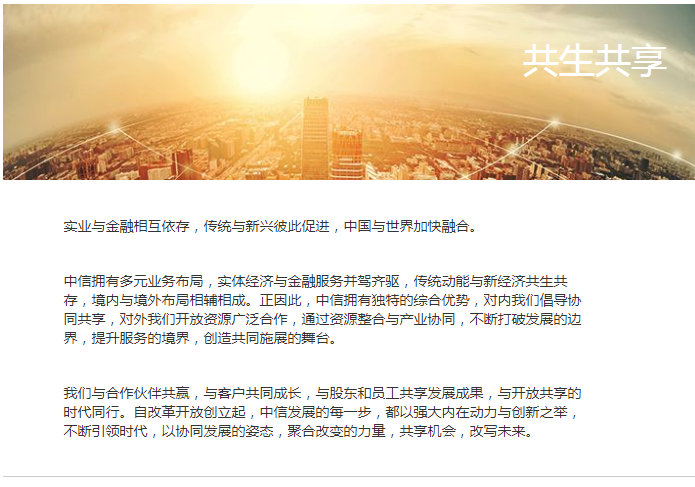 共生共享
实业与金融相互依存，传统与新兴彼此促进，中国与世界加快融合。
中信拥有多元业务布局，实体经济与金融服务并驾齐驱，传统动能与新经济共生共
存，境内与境外布局相辅相成。正因此，中信拥有独特的综合优势，对内我们倡导协
同共享，对外我们开放资源广泛合作，通过资源整合与产业协同，不断打破发展的边
界，提升服务的境界，创造共同施展的舞台。
我们与合作伙伴共赢，与客户共同成长，与股东和员工共享发展成果，与开放共享的
时代同行。自改革开放创立起，中信发展的每一步，都以强大内在动力与创新之举，
不断引领时代，以协同发展的姿态，聚合改变的力量，共享机会，改写未来。